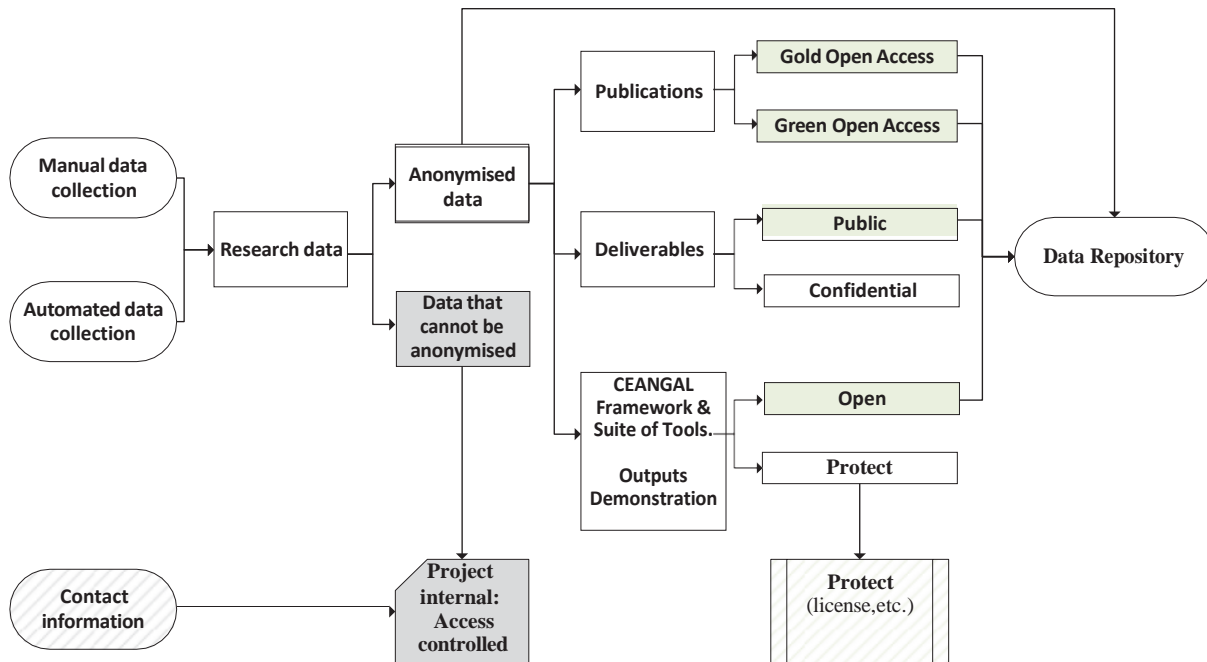 Manual data
collection
Automated data
collection
Research data
Anonymised
data
Data that
cannot be
anonymised
Publications
Gold Open Access
Green Open Access
Deliverables
Public
Confidential
CEANGAL
Framework &
Suite of Tools.
Outputs
Demonstration
Open
Protect
Data Repository
Contact
information
Project
internal:
Access
controlled
Protect
(license,etc.)